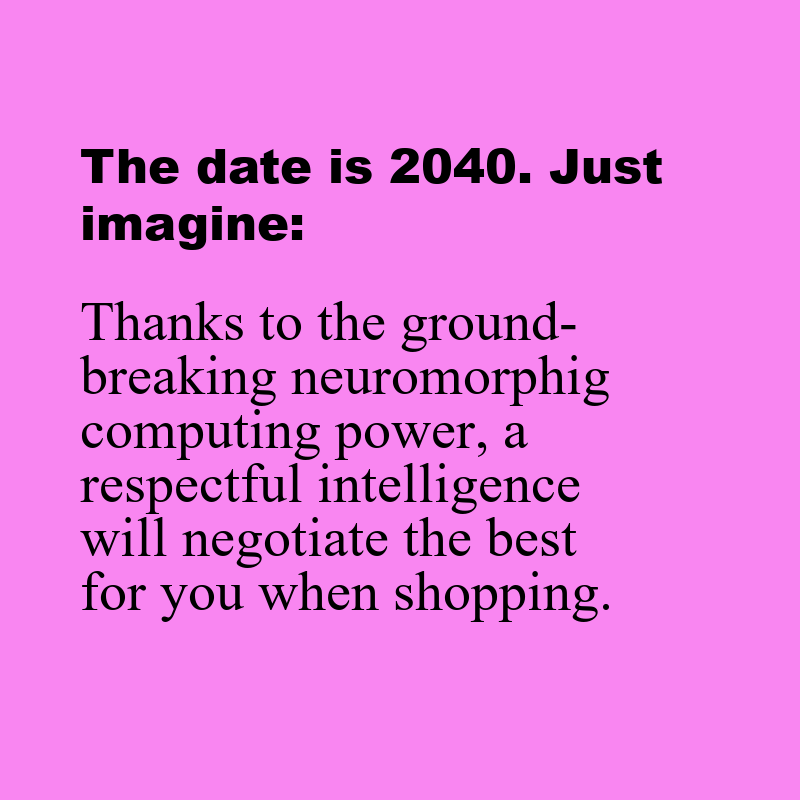 The date is 2040. Just
imagine:
Thanks to the ground-
breaking neuromorphig
computing power, a
respectful intelligence
will negotiate the best
for you when shopping.